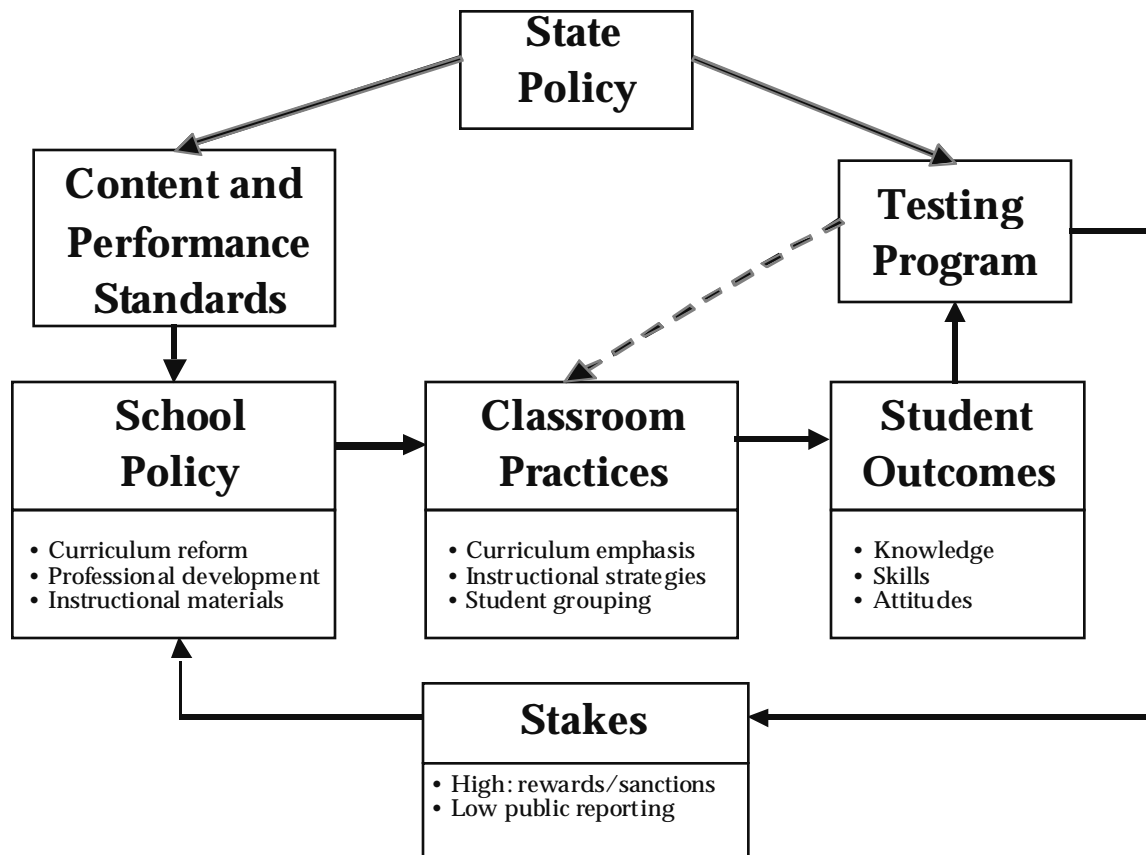 State
Policy
Content and
Performance
Standards
Testing
Program
School
Policy
• Curriculum reform
• Professional development
• Instructional materials
Classroom
Practices
• Curriculum emphasis
• Instructional strategies
• Student grouping
Student
Outcomes
• Knowledge
• Skills
• Attitudes
Stakes
• High: rewards/sanctions
• Low public reporting